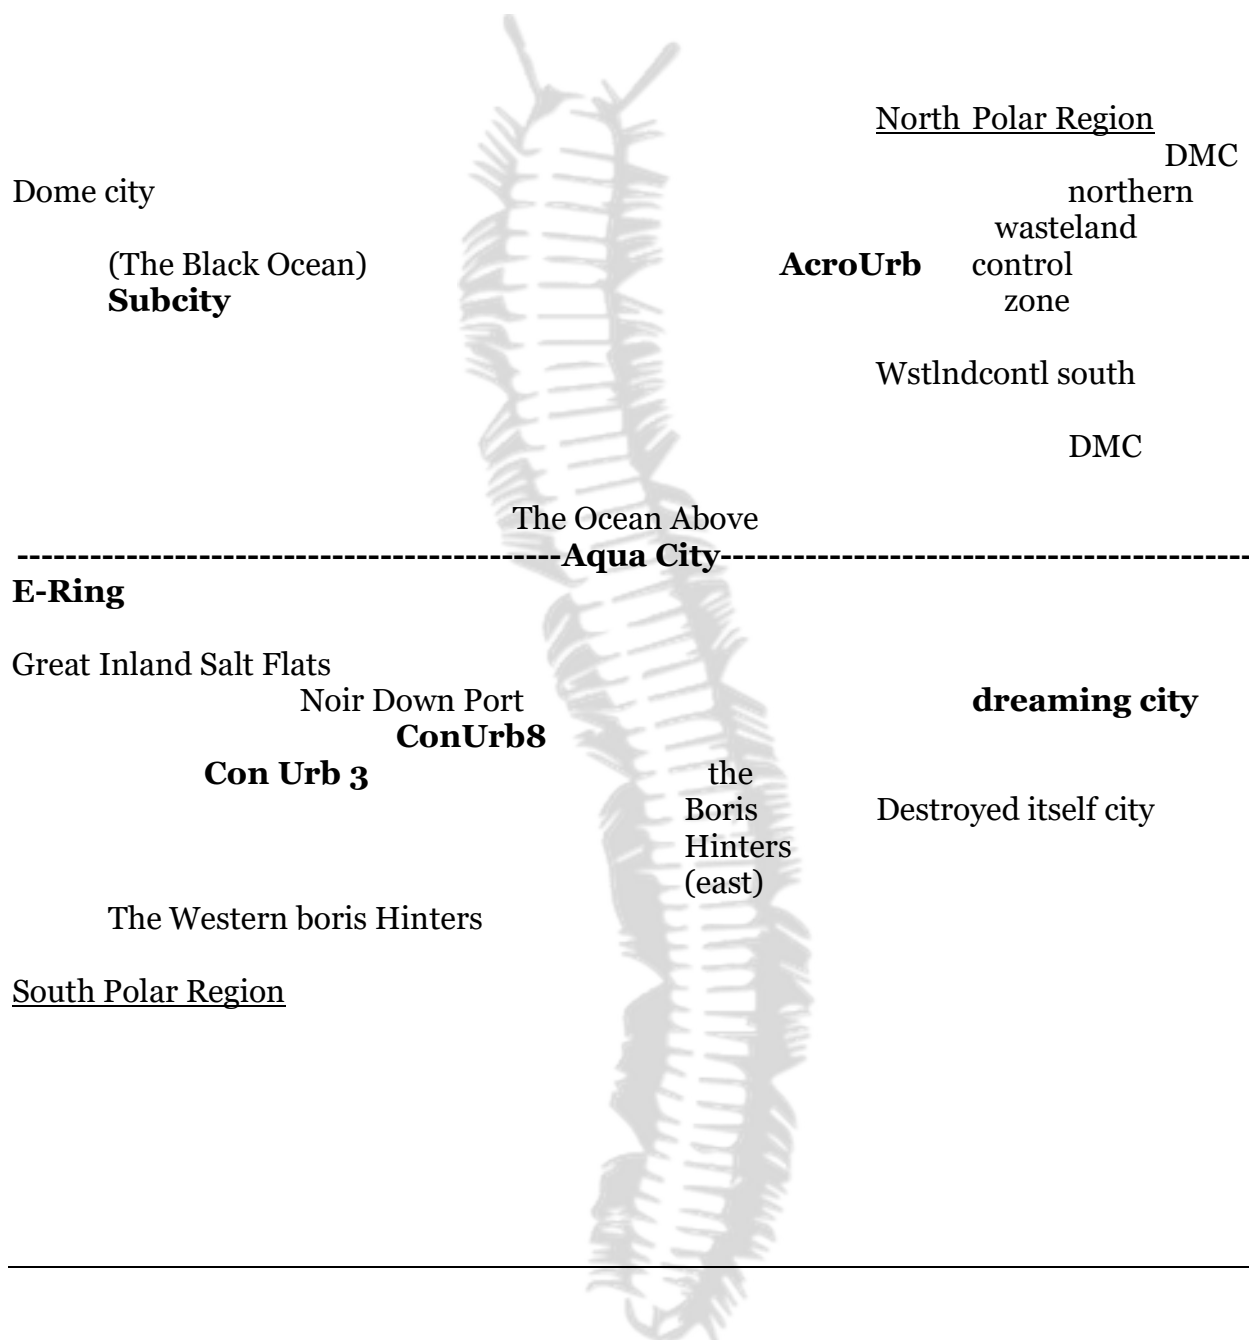 North Polar Region
DMC
Dome city northern
wasteland
(The Black Ocean) AcroUrb control
Subcity zone
Wstlndcontl south
DMC
The Ocean Above
---------------------------------------------Aqua City--------------------------------------------
E-Ring
Great Inland Salt Flats
Noir Down Port dreaming city
ConUrb8
Con Urb 3 the
Boris Destroyed itself city
Hinters
(east)
The Western boris Hinters
South Polar Region